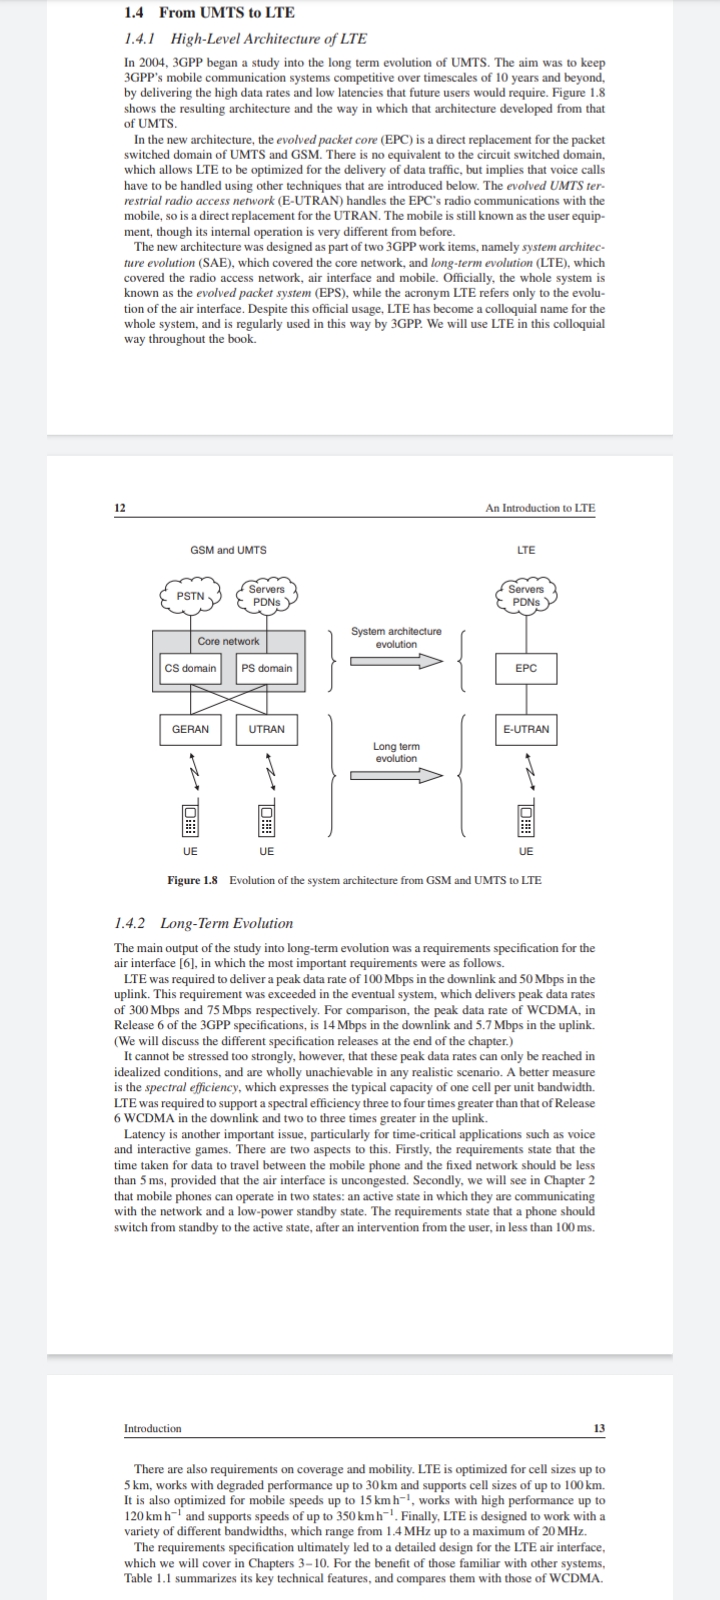 1.4 From UMTS to LTE
1.4.1 High-Level Architecture of LTE
In 2004, 3GPP began a study into the long term evolution of UMTS. The aim was to keep
3GPP's mobile communication systems competitive over timescales of 10 years and beyond,
by delivering the high data rates and low latencies that future users would require. Figure 1.8
shows the resulting architecture and the way in which that architecture developed from that
of UMTS.
In the new architecture, the evolved packet core (EPC) is a direct replacement for the packet
switched domain of UMTS and GSM. There is no equivalent to the circuit switched domain,
which allows LTE to be optimized for the delivery of data traffic, but implies that voice calls
have to be handled using other techniques that are introduced below. The evolved UMTS ter-
restrial radio access network (E-UTRAN) handles the EPC's radio communications with the
mobile, so is a direct replacement for the UTRAN. The mobile is still known as the user equip-
ment, though its internal operation is very different from before.
The new architecture was designed as part of two 3GPP work items, namely system architec-
ture evolution (SAE), which covered the core network, and long-term evolution (LTE), which
covered the radio access network, air interface and mobile. Officially, the whole system is
known as the evolved packet system (EPS), while the acronym LTE refers only to the evolu-
tion of the air interface. Despite this official usage, LTE has become a colloquial name for the
whole system, and is regularly used in this way by 3GPP. We will use LTE in this colloquial
way throughout the book.
12 An Introduction to LTE
GSM and UMTS LTE
PSTN Servers PDNs Servers PDNs
Core network
System architecture
evolution
CS domain PS domain EPC
GERAN UTRAN E-UTRAN
Long term
evolution
UE UE UE
Figure 1.8 Evolution of the system architecture from GSM and UMTS to LTE
1.4.2 Long-Term Evolution
The main output of the study into long-term evolution was a requirements specification for the
air interface [6], in which the most important requirements were as follows.
LTE was required to deliver a peak data rate of 100 Mbps in the downlink and 50 Mbps in the
uplink. This requirement was exceeded in the eventual system, which delivers peak data rates
of 300 Mbps and 75 Mbps respectively. For comparison, the peak data rate of WCDMA, in
Release 6 of the 3GPP specifications, is 14 Mbps in the downlink and 5.7 Mbps in the uplink.
(We will discuss the different specification releases at the end of the chapter.)
It cannot be stressed too strongly, however, that these peak data rates can only be reached in
idealized conditions, and are wholly unachievable in any realistic scenario. A better measure
is the spectral efficiency, which expresses the typical capacity of one cell per unit bandwidth.
LTE was required to support a spectral efficiency three to four times greater than that of Release
6 WCDMA in the downlink and two to three times greater in the uplink.
Latency is another important issue, particularly for time-critical applications such as voice
and interactive games. There are two aspects to this. Firstly, the requirements state that the
time taken for data to travel between the mobile phone and the fixed network should be less
than 5 ms, provided that the air interface is uncongested. Secondly, we will see in Chapter 2
that mobile phones can operate in two states: an active state in which they are communicating
with the network and a low-power standby state. The requirements state that a phone should
switch from standby to the active state, after an intervention from the user, in less than 100 ms.
Introduction 13
There are also requirements on coverage and mobility. LTE is optimized for cell sizes up to
5 km, works with degraded performance up to 30 km and supports cell sizes of up to 100 km.
It is also optimized for mobile speeds up to 15 km h⁻¹, works with high performance up to
120 km h⁻¹ and supports speeds of up to 350 km h⁻¹. Finally, LTE is designed to work with a
variety of different bandwidths, which range from 1.4 MHz up to a maximum of 20 MHz.
The requirements specification ultimately led to a detailed design for the LTE air interface,
which we will cover in Chapters 3–10. For the benefit of those familiar with other systems,
Table 1.1 summarizes its key technical features, and compares them with those of WCDMA.